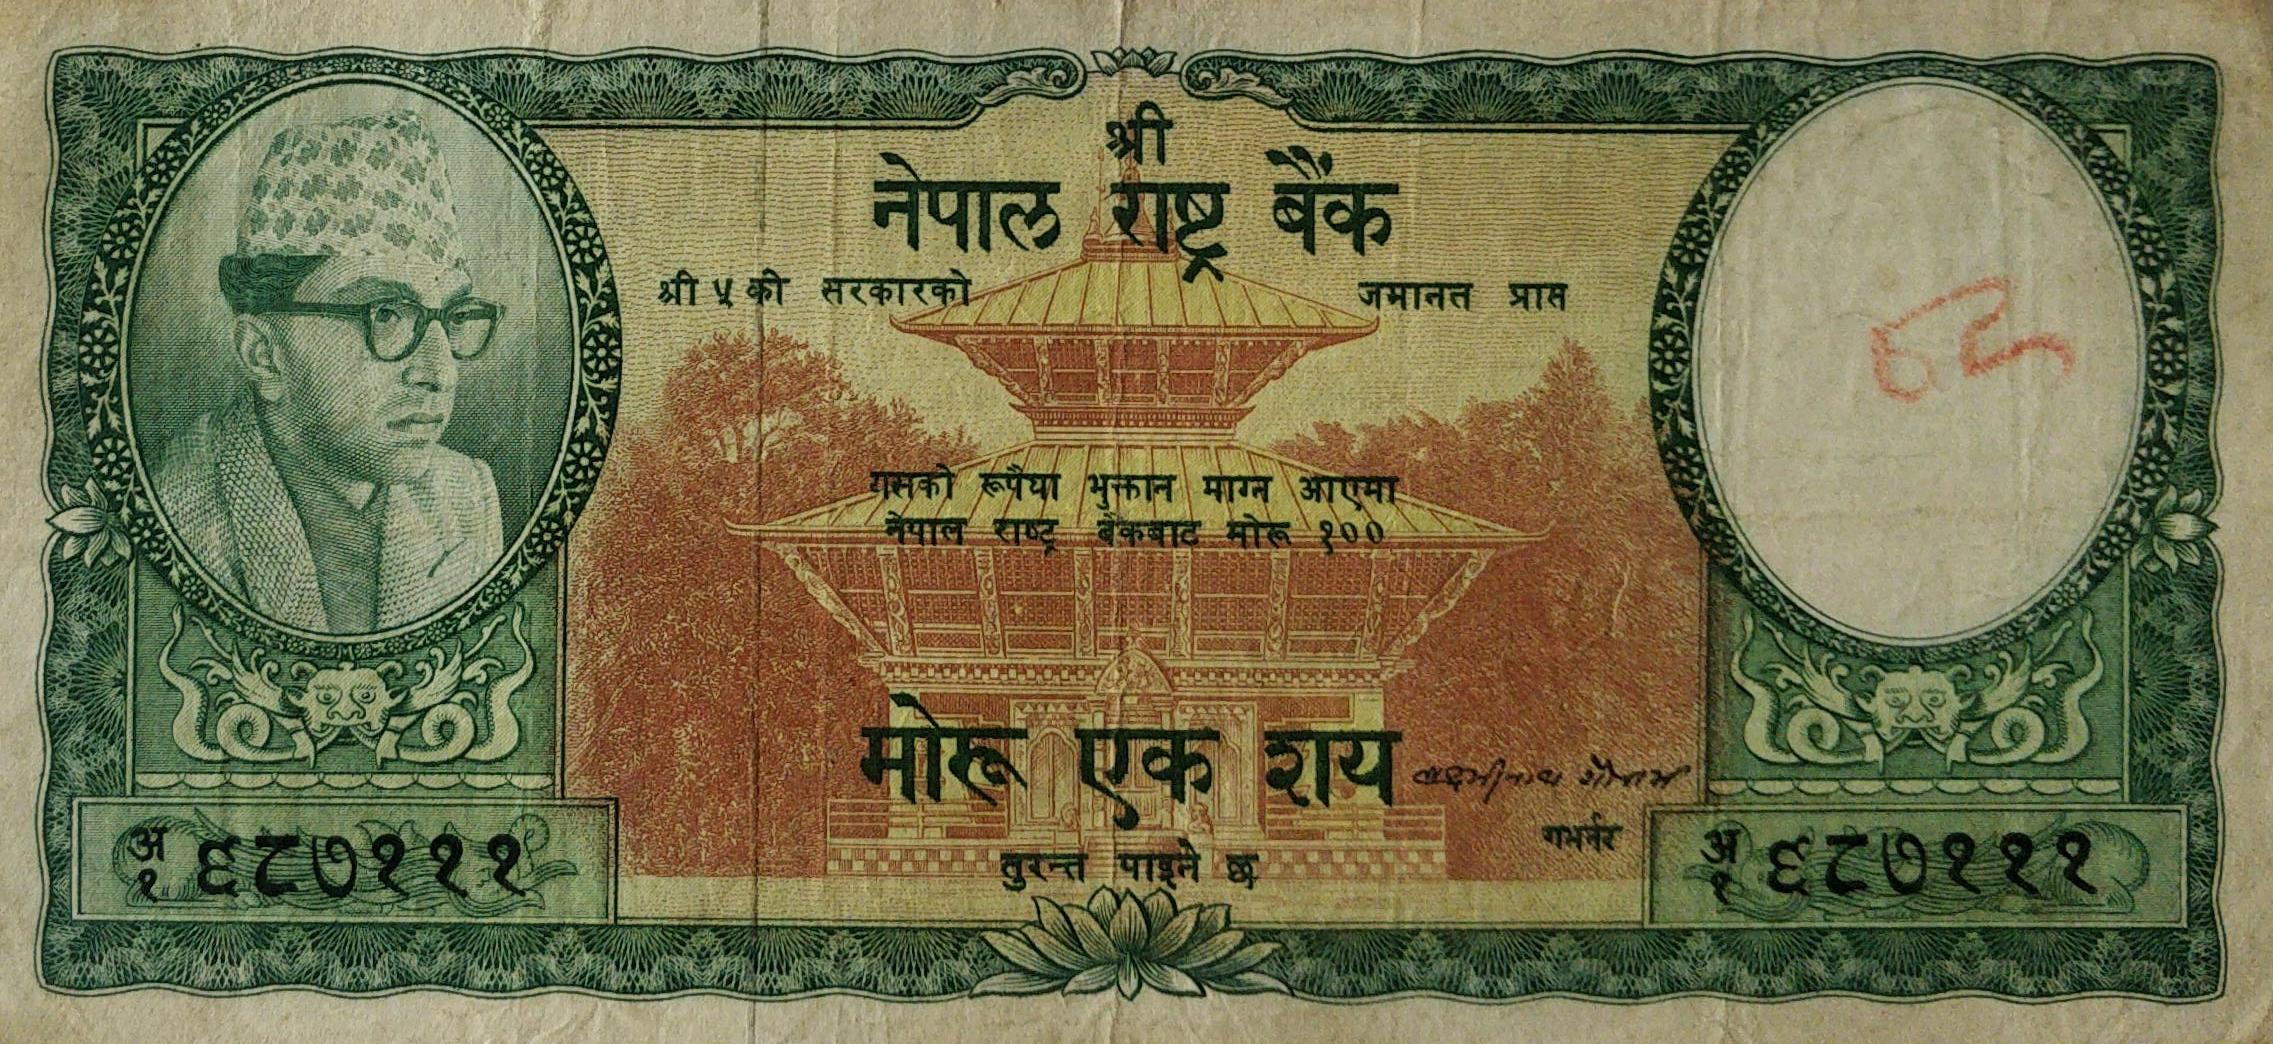 श्री
नेपाल राष्ट्र बैंक
श्री ५ को सरकारको जमानत प्राप्त
यसको रूपैया भुक्तान माग्न आएमा
नेपाल राष्ट्र बैंकबाट मोरू १००
मोरू एक शय
तुरन्त पाइने छ
लक्ष्मीनाथ गौतम
गभर्नर
अ
१ ९८७१११
अ
१ ९८७१११